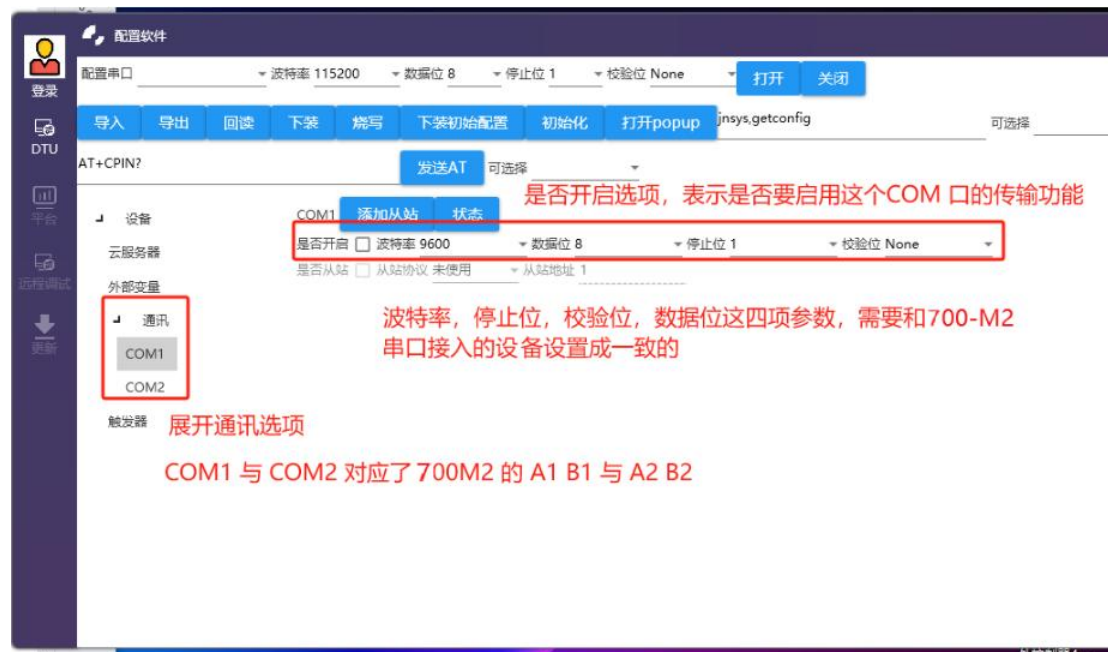 配置软件
登录
DTU
平台
远程调试
更新
配置串口 波特率 115200 数据位 8 停止位 1 校验位 None 打开 关闭
导入 导出 回读 下装 烧写 下装初始配置 初始化 打开popup jnsys,getconfig 可选择
AT+CPIN? 发送AT 可选择
是否开启选项，表示是否要启用这个COM 口的传输功能
设备
云服务器
外部变量
通讯
COM1
COM2
触发器
COM1 添加从站 状态
是否开启 波特率 9600 数据位 8 停止位 1 校验位 None
是否从站 从站协议 未使用 从站地址 1
波特率，停止位，校验位，数据位这四项参数，需要和700-M2
串口接入的设备设置成一致的
展开通讯选项
COM1 与 COM2 对应了 700M2 的 A1 B1 与 A2 B2